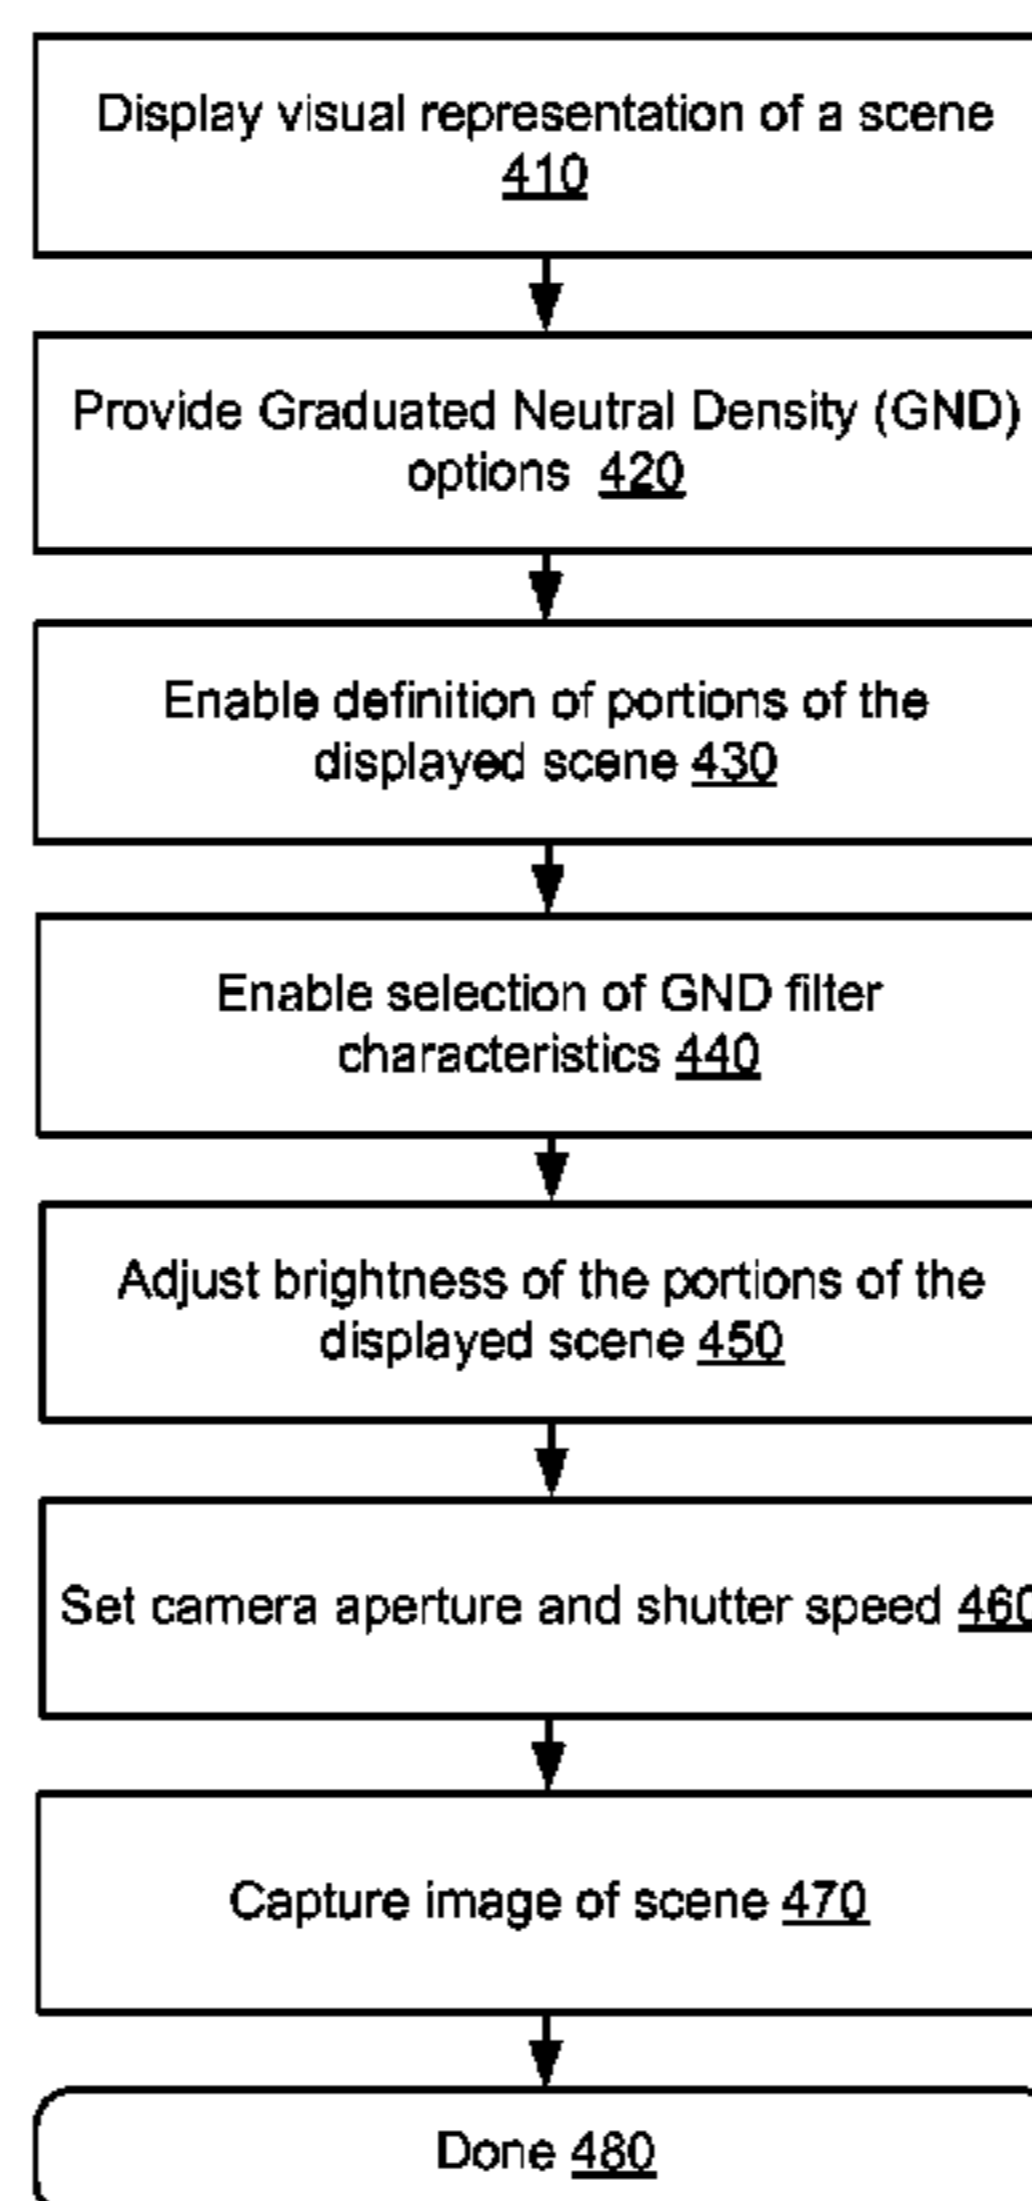 Display visual representation of a scene
410
Provide Graduated Neutral Density (GND)
options 420
Enable definition of portions of the
displayed scene 430
Enable selection of GND filter
characteristics 440
Adjust brightness of the portions of the
displayed scene 450
Set camera aperture and shutter speed 460
Capture image of scene 470
Done 480